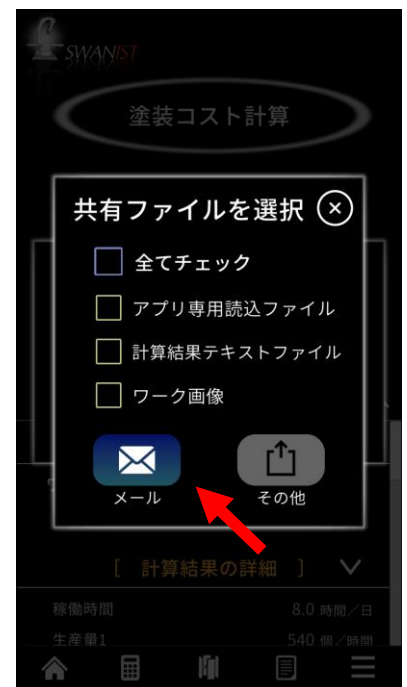 SWANIST
塗装コスト計算
共有ファイルを選択
全てチェック
アプリ専用読込ファイル
計算結果テキストファイル
ワーク画像
メール
その他
[ 計算結果の詳細 ]
稼働時間 8.0 時間／日
生産量1 540 個／時間